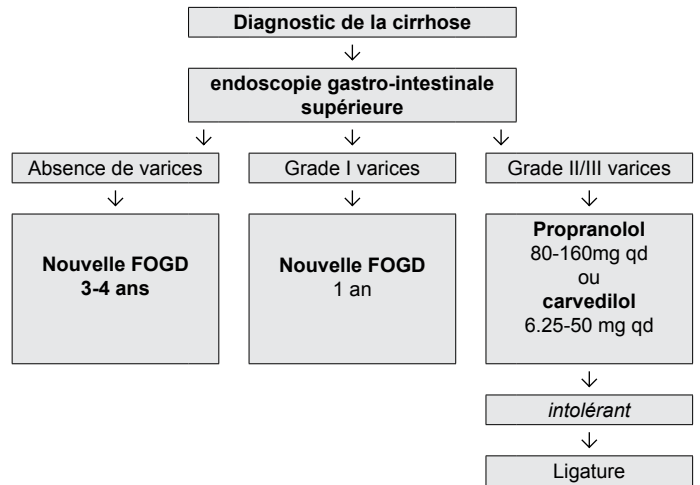 Diagnostic de la cirrhose
endoscopie gastro-intestinale
supérieure
Absence de varices
Grade I varices
Grade II/III varices
Nouvelle FOGD
3-4 ans
Nouvelle FOGD
1 an
Propranolol
80-160mg qd
ou
carvedilol
6.25-50 mg qd
intolérant
Ligature